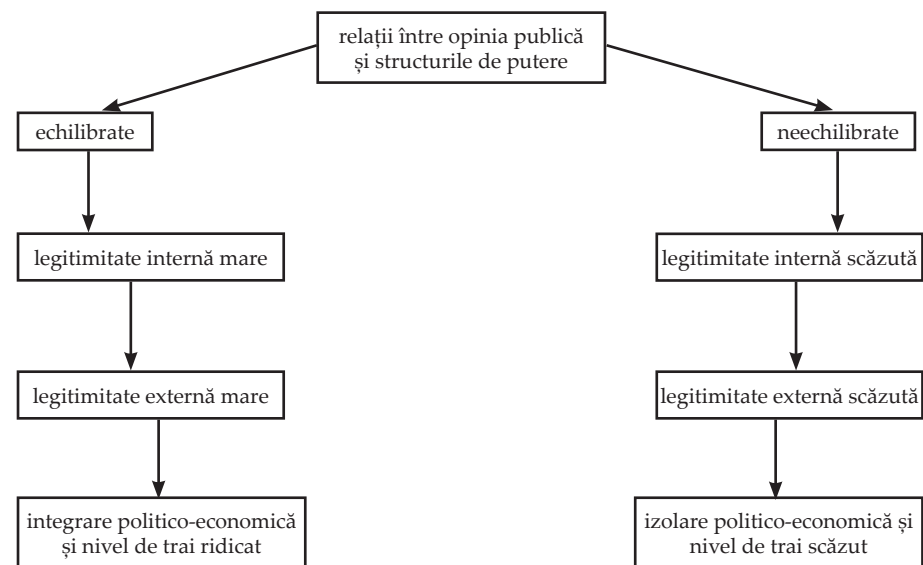 relații între opinia publică
și structurile de putere
echilibrate
neechilibrate
legitimitate internă mare
legitimitate internă scăzută
legitimitate externă mare
legitimitate externă scăzută
integrare politico-economică
și nivel de trai ridicat
izolare politico-economică și
nivel de trai scăzut